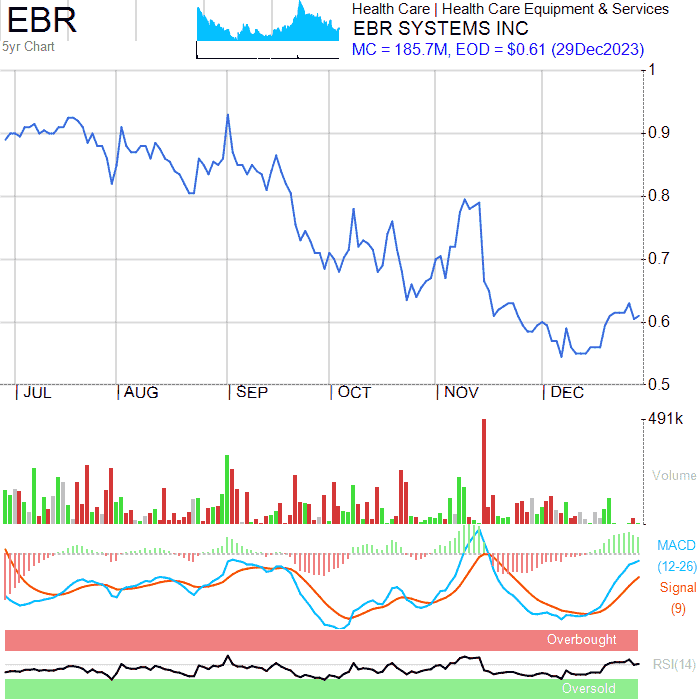 EBR
5yr Chart
Health Care | Health Care Equipment & Services
EBR SYSTEMS INC
MC = 185.7M, EOD = $0.61 (29Dec2023)
1
0.9
0.8
0.7
0.6
0.5
| JUL | AUG | SEP | OCT | NOV | DEC
491k
Volume
MACD
(12-26)
Signal
(9)
Overbought
RSI(14)
Oversold